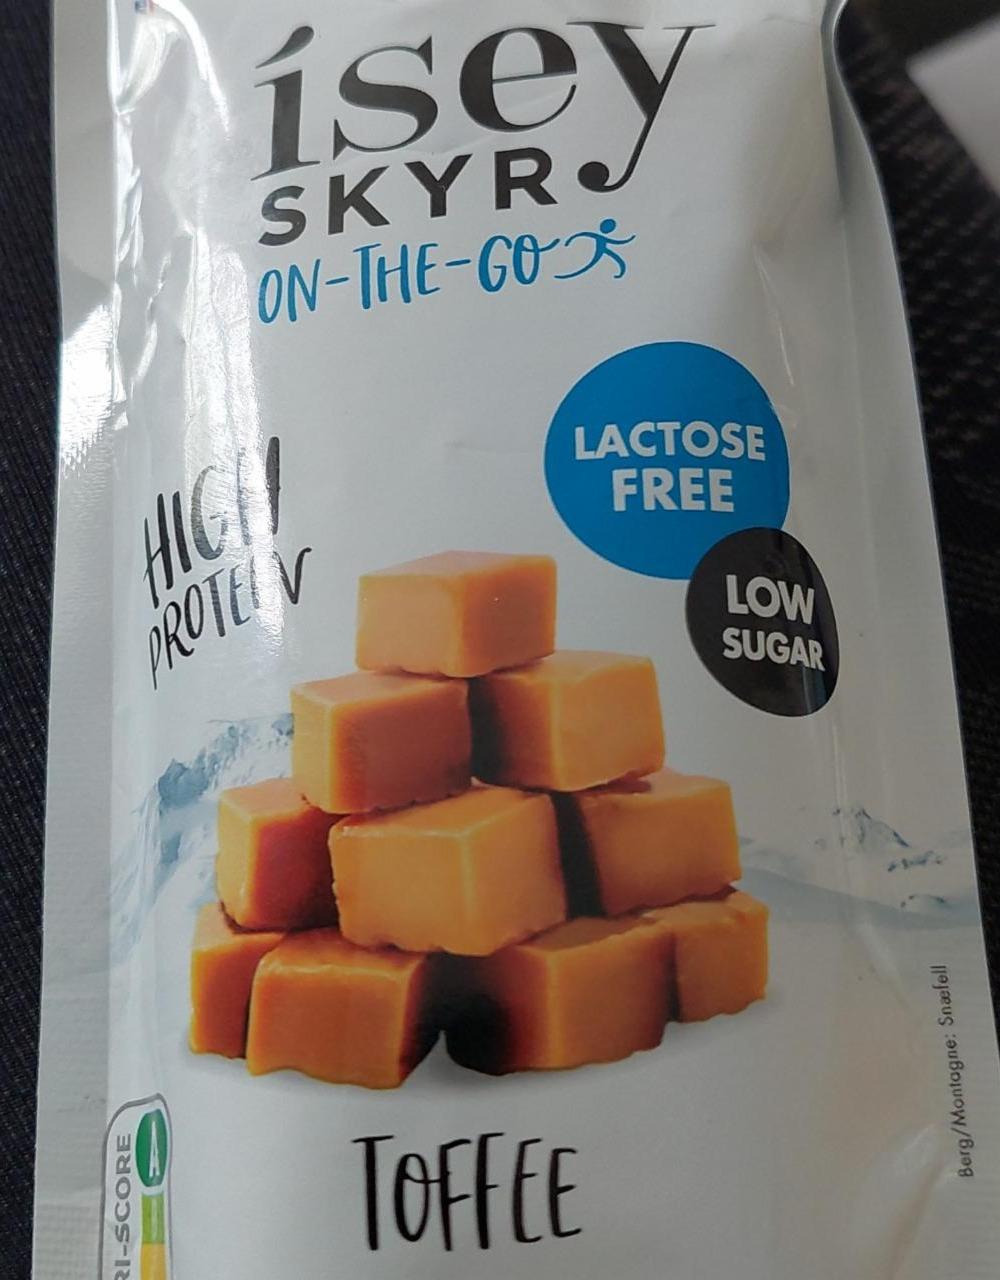 ísey
SKYR
ON-THE-GO
LACTOSE
FREE
HIGH
PROTEIN
LOW
SUGAR
Berg/Montagne: Snæfell
RI-SCORE
A
TOFFEE